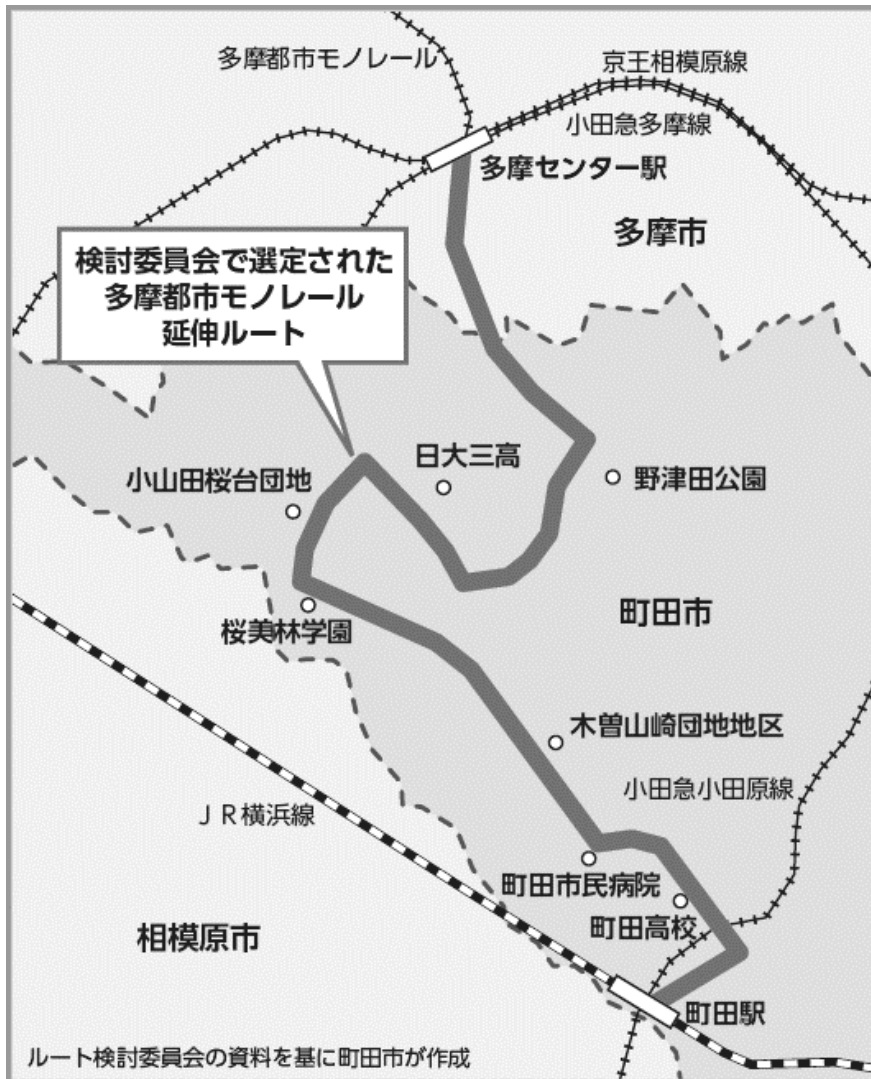 多摩都市モノレール
京王相模原線
小田急多摩線
多摩センター駅
多摩市
検討委員会で選定された
多摩都市モノレール
延伸ルート
日大三高
小山田桜台団地
野津田公園
町田市
桜美林学園
木曽山崎団地地区
小田急小田原線
ＪＲ横浜線
町田市民病院
町田高校
相模原市
町田駅
ルート検討委員会の資料を基に町田市が作成